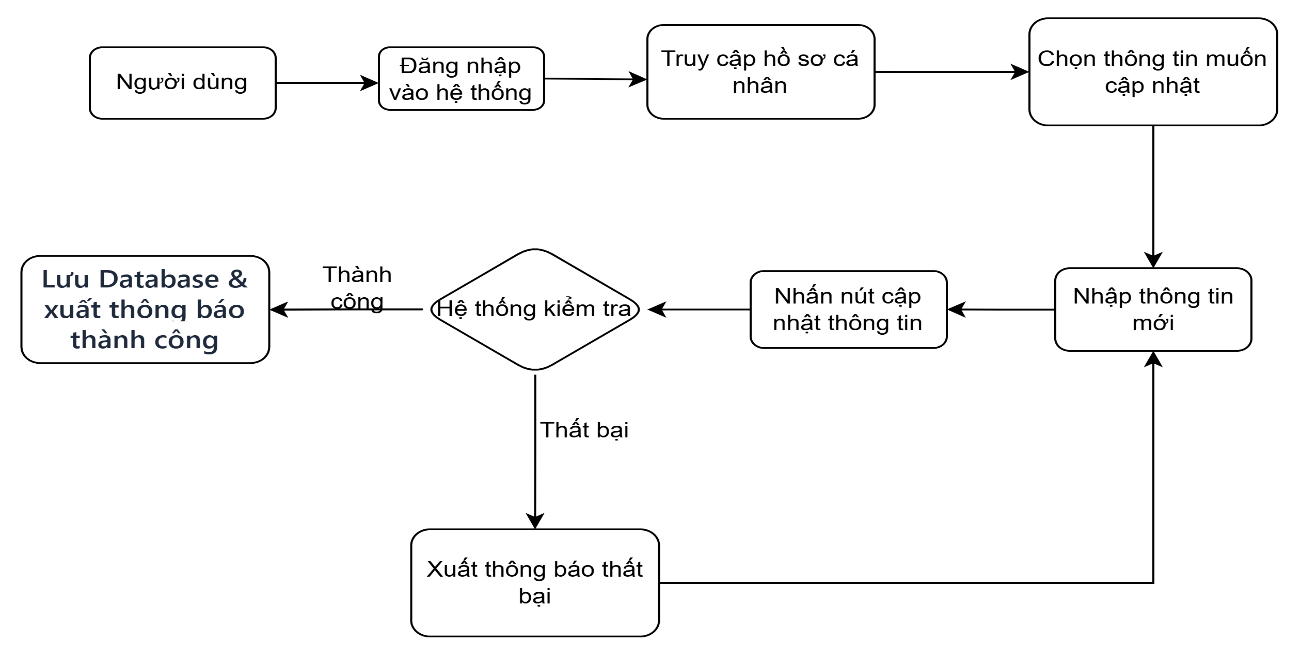 Người dùng
Đăng nhập
vào hệ thống
Truy cập hồ sơ cá
nhân
Chọn thông tin muốn
cập nhật
Nhập thông tin
mới
Nhấn nút cập
nhật thông tin
Hệ thống kiểm tra
Thành
công
Lưu Database &
xuất thông báo
thành công
Thất bại
Xuất thông báo thất
bại